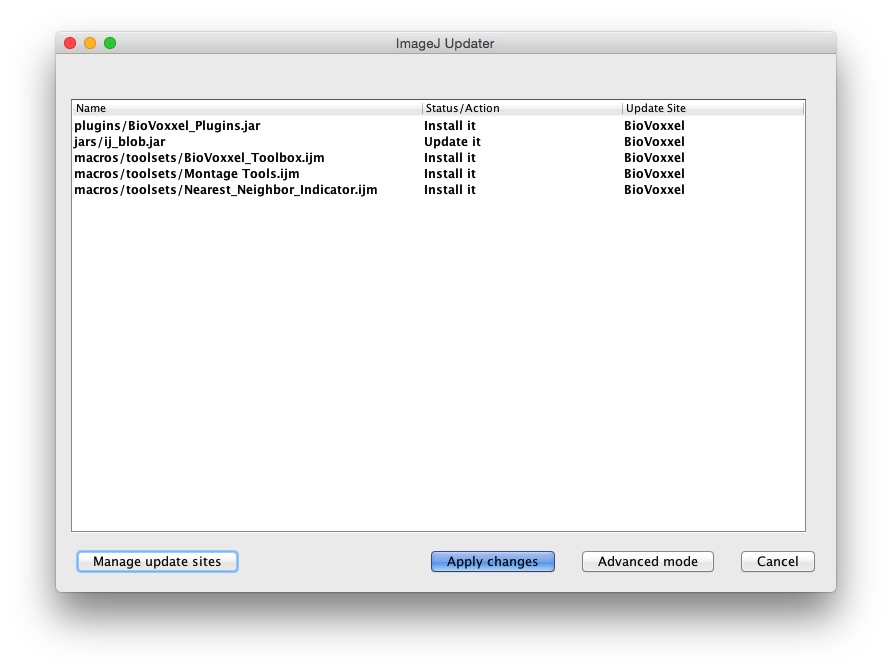 ImageJ Updater
Name Status/Action Update Site
plugins/BioVoxxel_Plugins.jar Install it BioVoxxel
jars/ij_blob.jar Update it BioVoxxel
macros/toolsets/BioVoxxel_Toolbox.ijm Install it BioVoxxel
macros/toolsets/Montage Tools.ijm Install it BioVoxxel
macros/toolsets/Nearest_Neighbor_Indicator.ijm Install it BioVoxxel
Manage update sites Apply changes Advanced mode Cancel